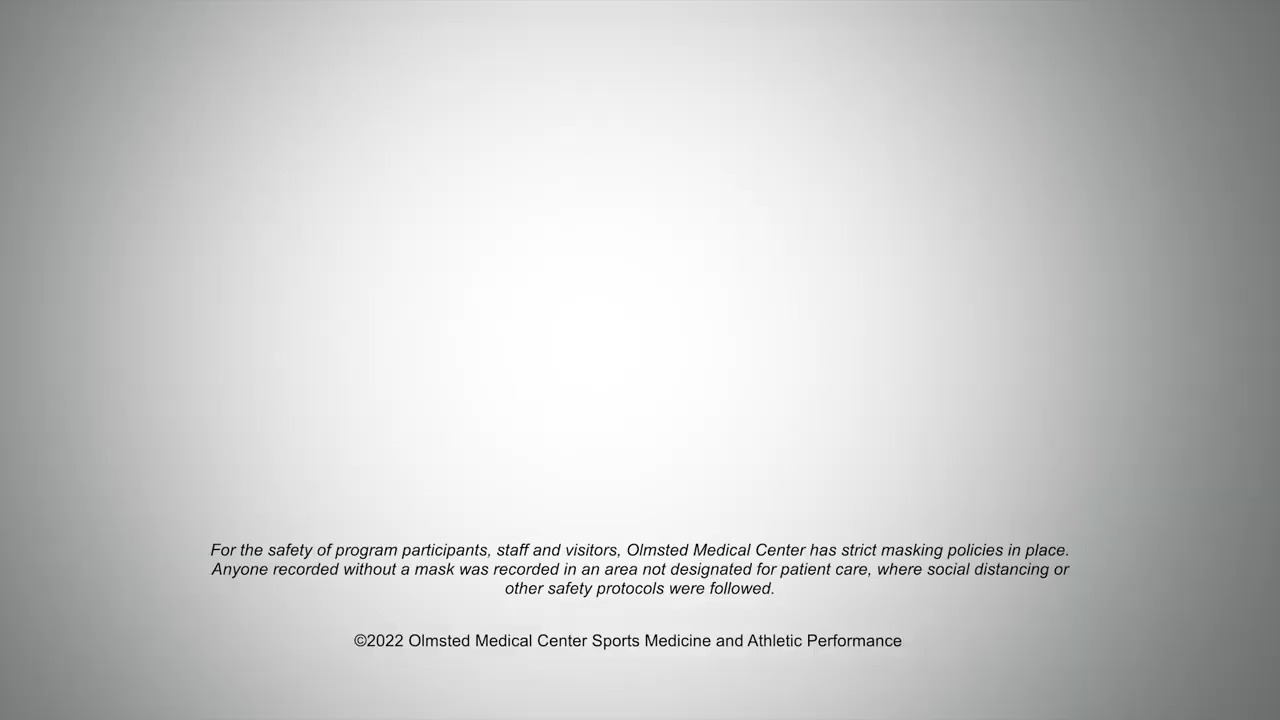 For the safety of program participants, staff and visitors, Olmsted Medical Center has strict masking policies in place.
Anyone recorded without a mask was recorded in an area not designated for patient care, where social distancing or
other safety protocols were followed.
©2022 Olmsted Medical Center Sports Medicine and Athletic Performance